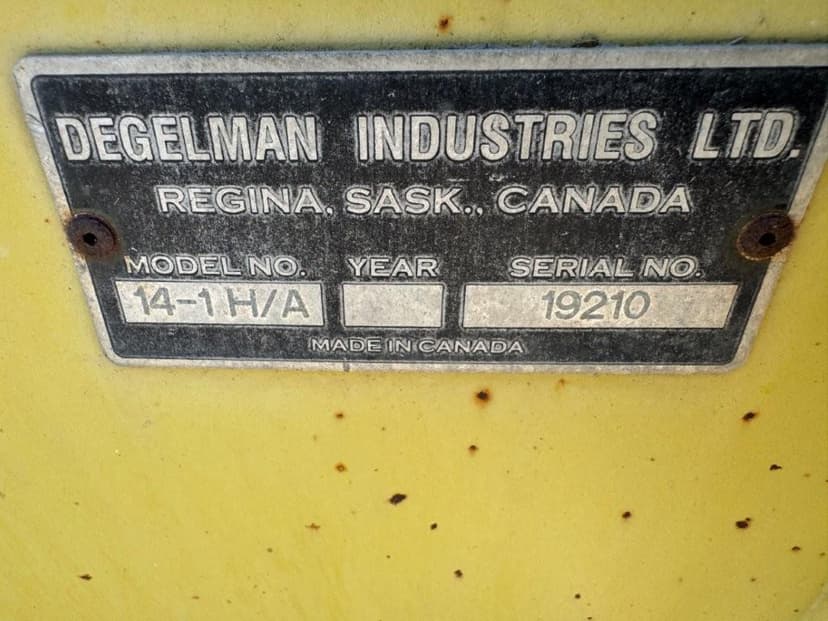 DEGELMAN INDUSTRIES LTD.
REGINA, SASK., CANADA
MODEL NO. YEAR SERIAL NO.
14-1 H/A 19210
MADE IN CANADA